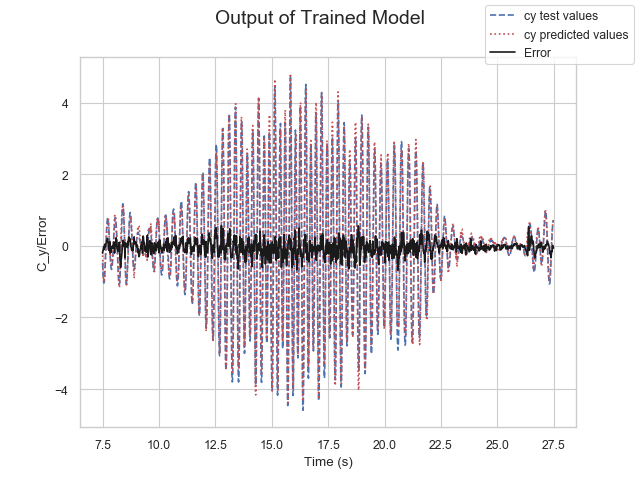 Output of Trained Model
cy test values
cy predicted values
Error
C_y/Error
4
2
0
−2
−4
7.5 10.0 12.5 15.0 17.5 20.0 22.5 25.0 27.5
Time (s)